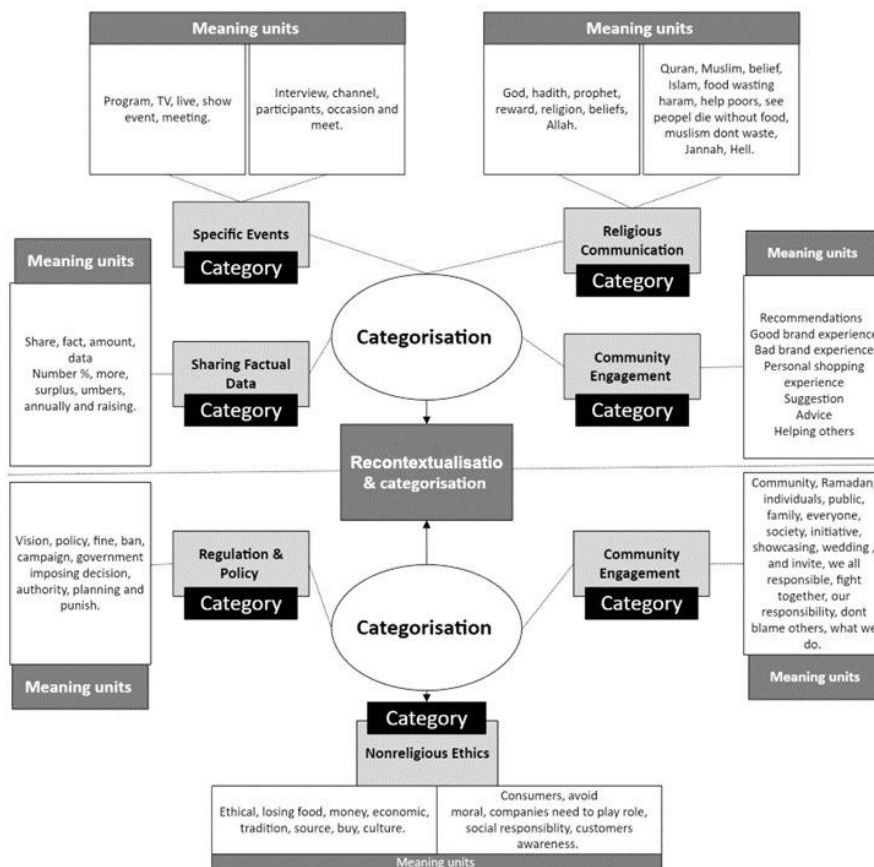 Meaning units
Program, TV, live, show
event, meeting.
Interview, channel,
participants, occasion and
meet.
Meaning units
God, hadith, prophet,
reward, religion, beliefs,
Allah.
Quran, Muslim, belief,
Islam, food wasting
haram, help poors, see
peopel die without food,
muslism dont waste,
Jannah, Hell.
Specific Events
Category
Religious
Communication
Category
Meaning units
Share, fact, amount,
data
Number %, more,
surplus, umbers,
annually and raising.
Sharing Factual
Data
Category
Categorisation
Community
Engagement
Category
Meaning units
Recommendations
Good brand experience
Bad brand experience
Personal shopping
experience
Suggestion
Advice
Helping others
Recontextualisatio
& categorisation
Vision, policy, fine, ban,
campaign, government
imposing decision,
authority, planning and
punish.
Meaning units
Regulation &
Policy
Category
Categorisation
Community
Engagement
Category
Community, Ramadan,
individuals, public,
family, everyone,
society, initiative,
showcasing, wedding ,
and invite, we all
responsible, fight
together, our
responsibility, dont
blame others, what we
do.
Meaning units
Category
Nonreligious Ethics
Ethical, losing food, money, economic,
tradition, source, buy, culture.
Consumers, avoid
moral, companies need to play role,
social responsiblity, customers
awareness.
Meaning units